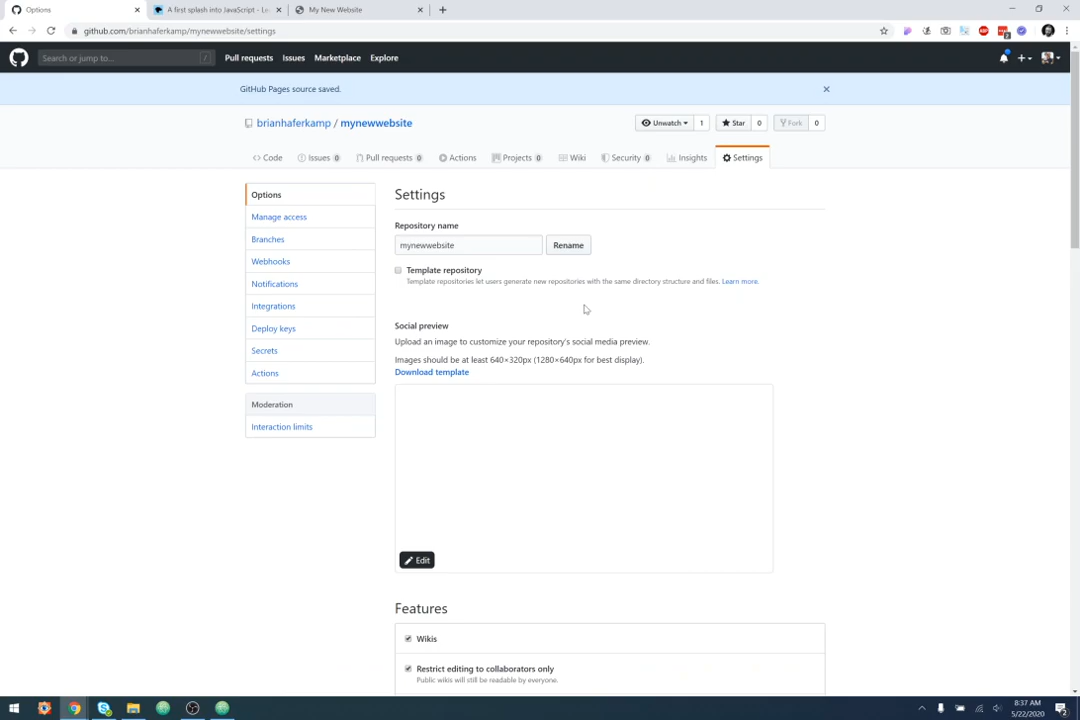 Options
A first splash into JavaScript - Le
My New Website
github.com/brianhaferkamp/mynewwebsite/settings
Search or jump to...
/
Pull requests
Issues
Marketplace
Explore
GitHub Pages source saved.
brianhaferkamp / mynewwebsite
Unwatch 1
Star 0
Fork 0
Code
Issues 0
Pull requests 0
Actions
Projects 0
Wiki
Security 0
Insights
Settings
Options
Manage access
Branches
Webhooks
Notifications
Integrations
Deploy keys
Secrets
Actions
Moderation
Interaction limits
Settings
Repository name
mynewwebsite
Rename
Template repository
Template repositories let users generate new repositories with the same directory structure and files. Learn more.
Social preview
Upload an image to customize your repository's social media preview.
Images should be at least 640×320px (1280×640px for best display).
Download template
Edit
Features
Wikis
Restrict editing to collaborators only
Public wikis will still be readable by everyone.
8:37 AM
5/22/2020